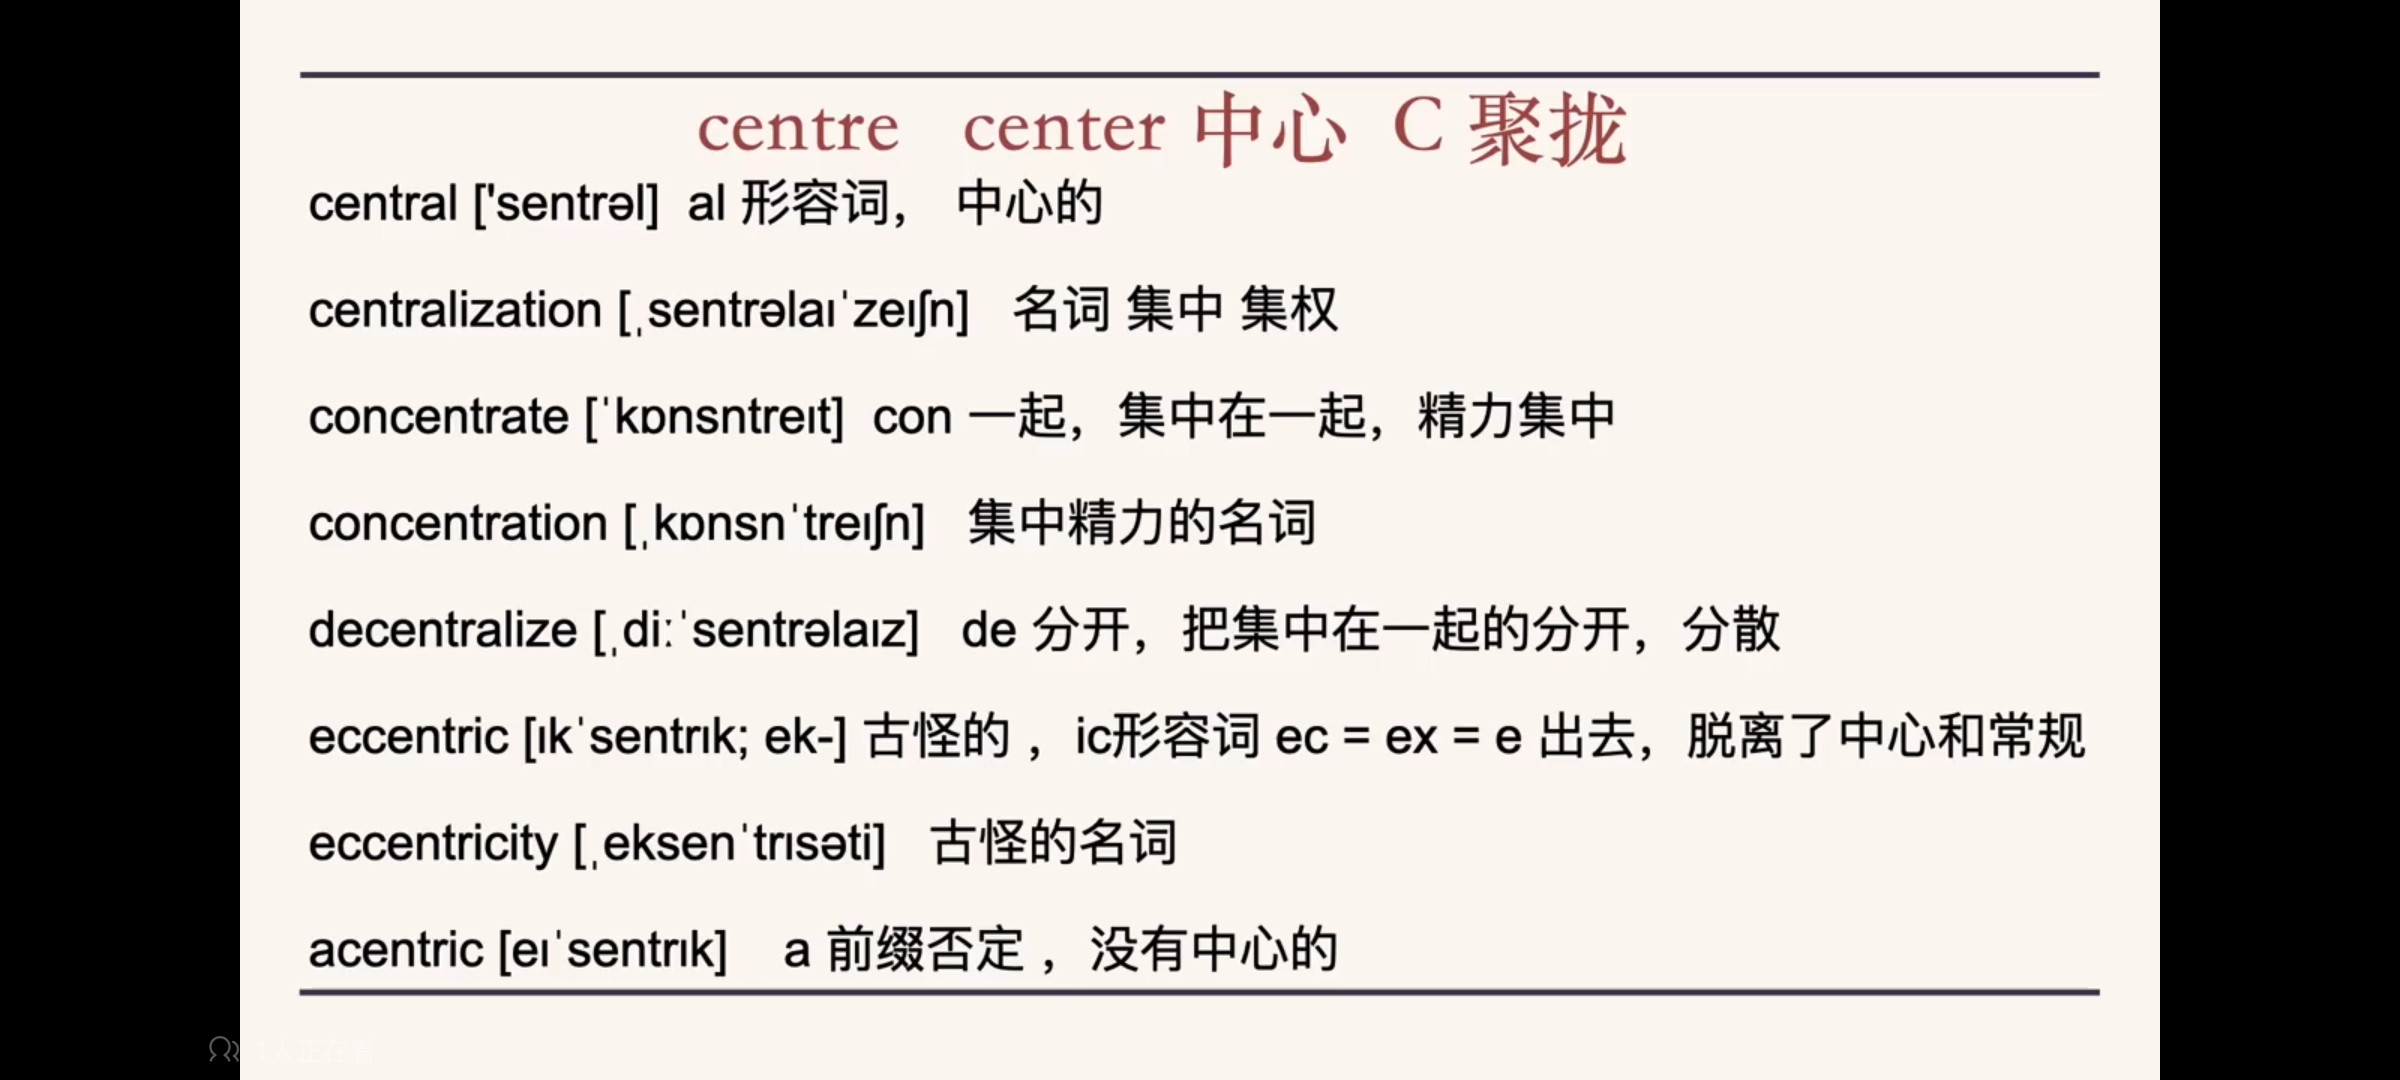 centre center 中心 C 聚拢
central ['sentrəl] al 形容词， 中心的
centralization [ˌsentrəlaɪˈzeɪʃn] 名词 集中 集权
concentrate [ˈkɒnsntreɪt] con 一起，集中在一起，精力集中
concentration [ˌkɒnsnˈtreɪʃn] 集中精力的名词
decentralize [ˌdiːˈsentrəlaɪz] de 分开，把集中在一起的分开，分散
eccentric [ɪkˈsentrɪk; ek-] 古怪的 ，ic形容词 ec = ex = e 出去，脱离了中心和常规
eccentricity [ˌeksenˈtrɪsəti] 古怪的名词
acentric [eɪˈsentrɪk] a 前缀否定 ，没有中心的
1人正在看